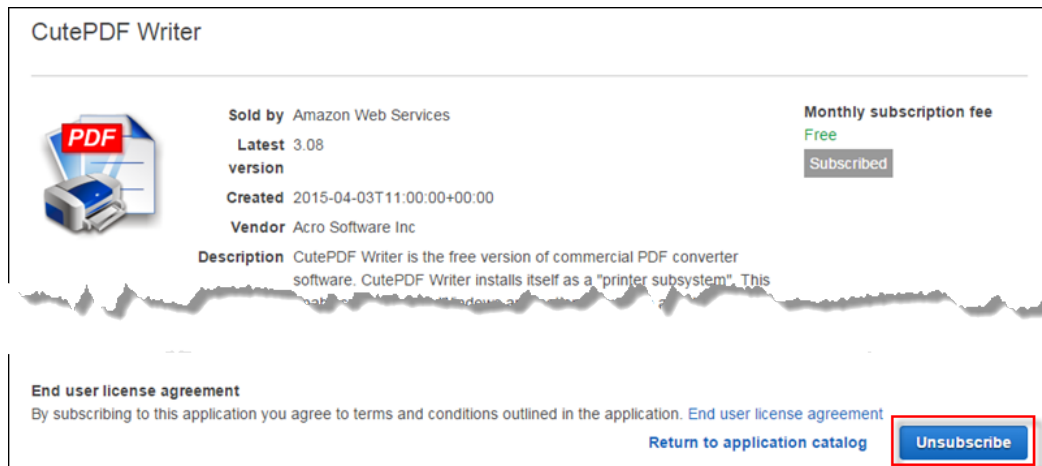 CutePDF Writer
PDF
Sold by Amazon Web Services
Monthly subscription fee
Free
Subscribed
Latest version 3.08
Created 2015-04-03T11:00:00+00:00
Vendor Acro Software Inc
Description CutePDF Writer is the free version of commercial PDF converter
software. CutePDF Writer installs itself as a "printer subsystem". This
End user license agreement
By subscribing to this application you agree to terms and conditions outlined in the application. End user license agreement
Return to application catalog
Unsubscribe